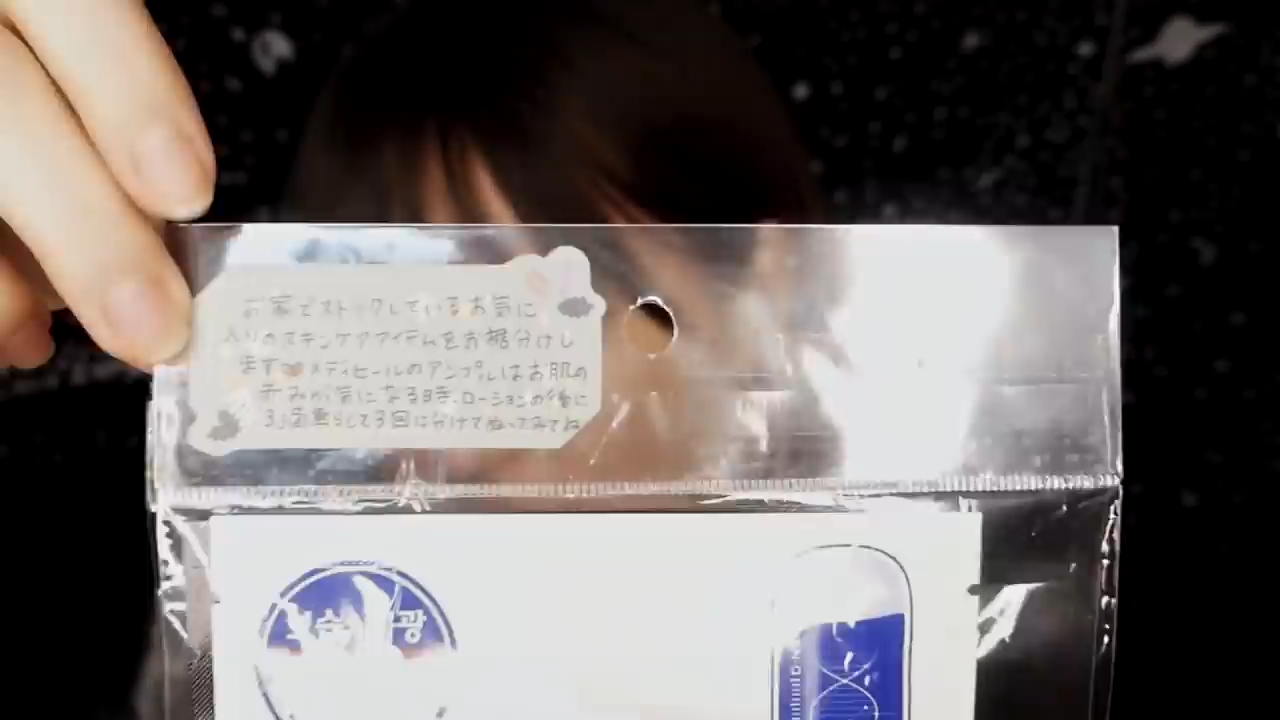 お家でストックしているお気に
入りのスキンケアアイテムをお裾分けし
ます メディヒールのアンプルはお肌の
赤みが気になる時、ローションの後に
3滴垂らして3回に分けてぬってみてね
광